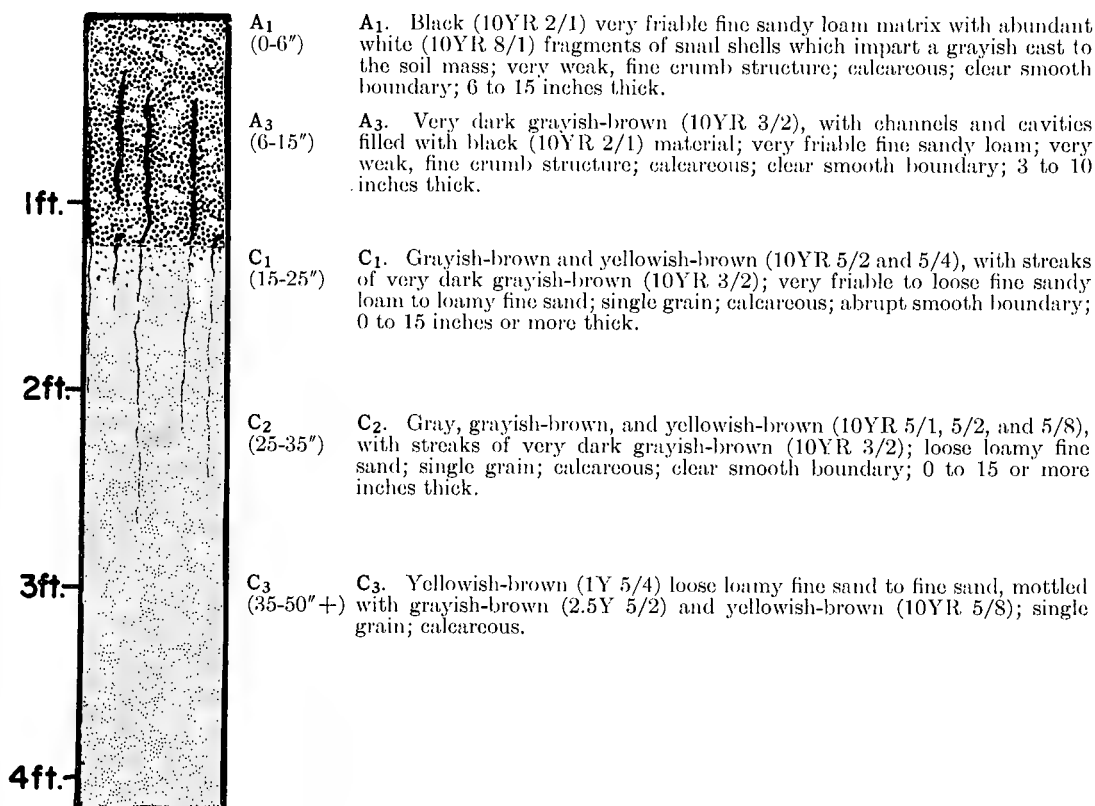 A1
(0-6")
A1. Black (10YR 2/1) very friable fine sandy loam matrix with abundant
white (10YR 8/1) fragments of snail shells which impart a grayish cast to
the soil mass; very weak, fine crumb structure; calcareous; clear smooth
boundary; 6 to 15 inches thick.
A3
(6-15")
A3. Very dark grayish-brown (10YR 3/2), with channels and cavities
filled with black (10YR 2/1) material; very friable fine sandy loam; very
weak, fine crumb structure; calcareous; clear smooth boundary; 3 to 10
inches thick.
1ft.
C1
(15-25")
C1. Grayish-brown and yellowish-brown (10YR 5/2 and 5/4), with streaks
of very dark grayish-brown (10YR 3/2); very friable to loose fine sandy
loam to loamy fine sand; single grain; calcareous; abrupt smooth boundary;
0 to 15 inches or more thick.
2ft.
C2
(25-35")
C2. Gray, grayish-brown, and yellowish-brown (10YR 5/1, 5/2, and 5/8),
with streaks of very dark grayish-brown (10YR 3/2); loose loamy fine
sand; single grain; calcareous; clear smooth boundary; 0 to 15 or more
inches thick.
3ft.
C3
(35-50"+)
C3. Yellowish-brown (1Y 5/4) loose loamy fine sand to fine sand, mottled
with grayish-brown (2.5Y 5/2) and yellowish-brown (10YR 5/8); single
grain; calcareous.
4ft.